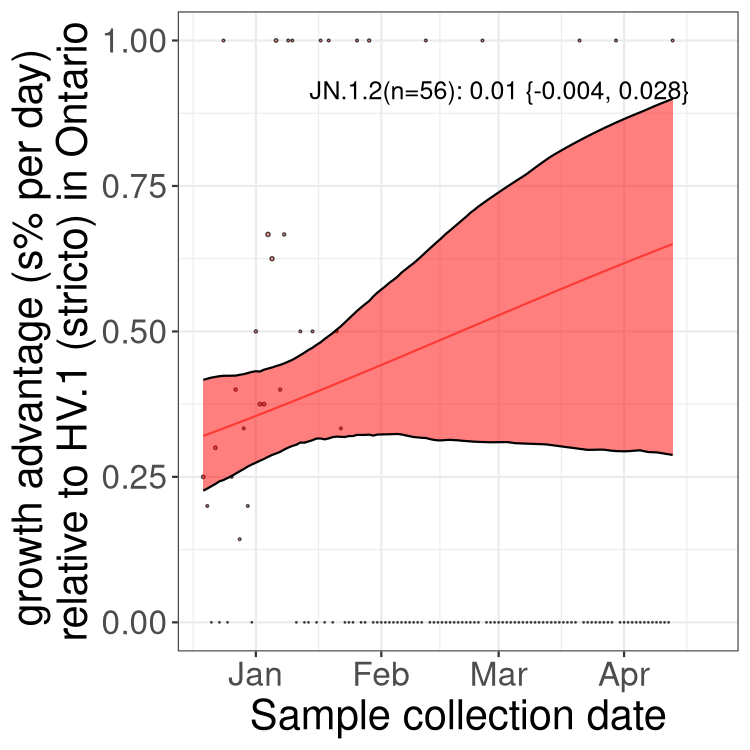 growth advantage (s% per day)
relative to HV.1 (stricto) in Ontario
1.00
0.75
0.50
0.25
0.00
JN.1.2(n=56): 0.01 {-0.004, 0.028}
Jan Feb Mar Apr
Sample collection date